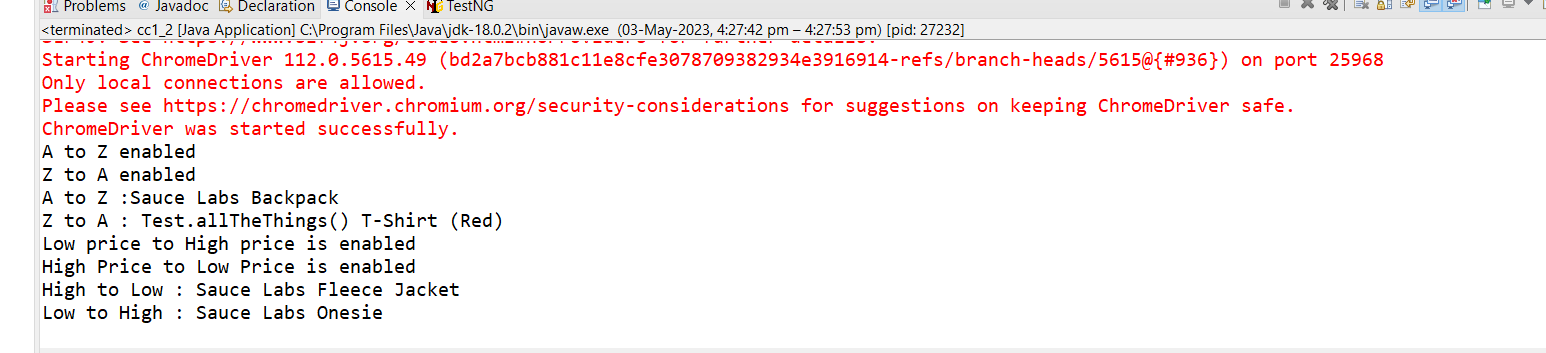 Problems @ Javadoc Declaration Console TestNG
<terminated> cc1_2 [Java Application] C:\Program Files\Java\jdk-18.0.2\bin\javaw.exe (03-May-2023, 4:27:42 pm – 4:27:53 pm) [pid: 27232]
Starting ChromeDriver 112.0.5615.49 (bd2a7bcb881c11e8cfe3078709382934e3916914-refs/branch-heads/5615@{#936}) on port 25968
Only local connections are allowed.
Please see https://chromedriver.chromium.org/security-considerations for suggestions on keeping ChromeDriver safe.
ChromeDriver was started successfully.
A to Z enabled
Z to A enabled
A to Z :Sauce Labs Backpack
Z to A : Test.allTheThings() T-Shirt (Red)
Low price to High price is enabled
High Price to Low Price is enabled
High to Low : Sauce Labs Fleece Jacket
Low to High : Sauce Labs Onesie